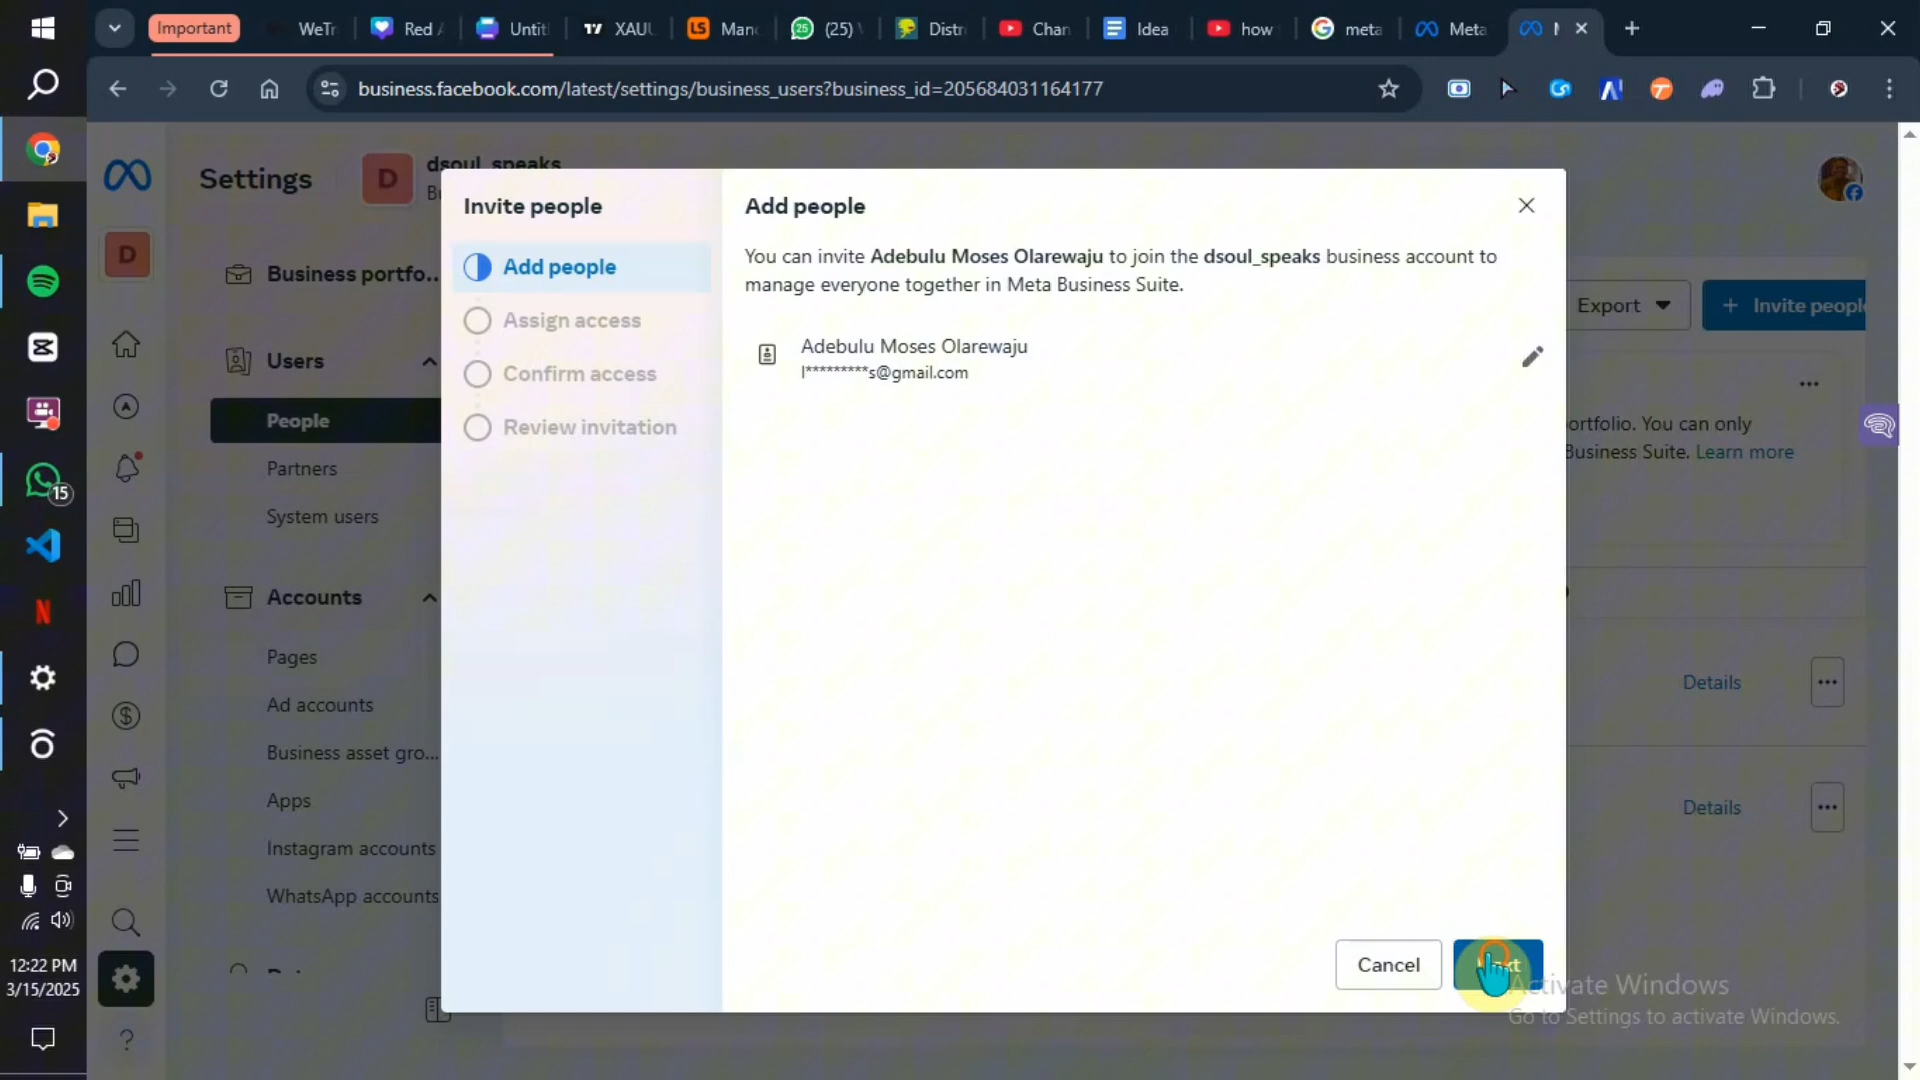 Important
WeTr
Red A
Untit
XAUU
Man
(25) W
Distr
Chan
Idea
how
meta
Meta
business.facebook.com/latest/settings/business_users?business_id=205684031164177
Settings
D
dsoul_speaks
D
Business portfo...
Users
People
Partners
System users
Accounts
Pages
Ad accounts
Business asset gro...
Apps
Instagram accounts
WhatsApp accounts
Invite people
Add people
Assign access
Confirm access
Review invitation
Add people
You can invite Adebulu Moses Olarewaju to join the dsoul_speaks business account to
manage everyone together in Meta Business Suite.
Adebulu Moses Olarewaju
l*********s@gmail.com
Cancel
Export
+ Invite people
ortfolio. You can only
Business Suite. Learn more
Details
Details
Activate Windows
Go to Settings to activate Windows.
15
12:22 PM
3/15/2025